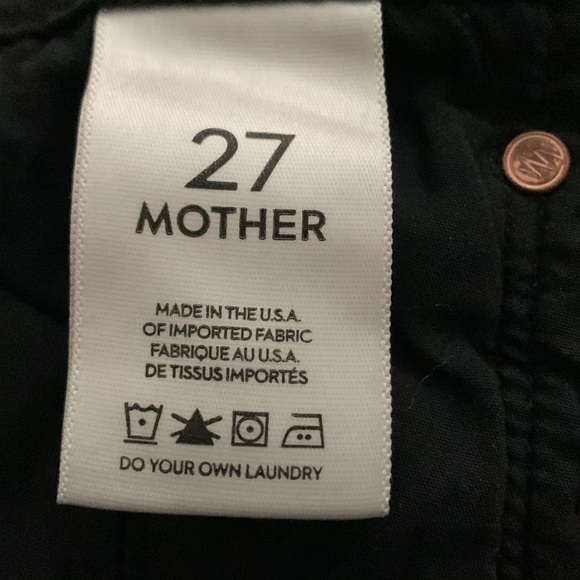 27
MOTHER
MADE IN THE U.S.A.
OF IMPORTED FABRIC
FABRIQUE AU U.S.A.
DE TISSUS IMPORTÉS
DO YOUR OWN LAUNDRY